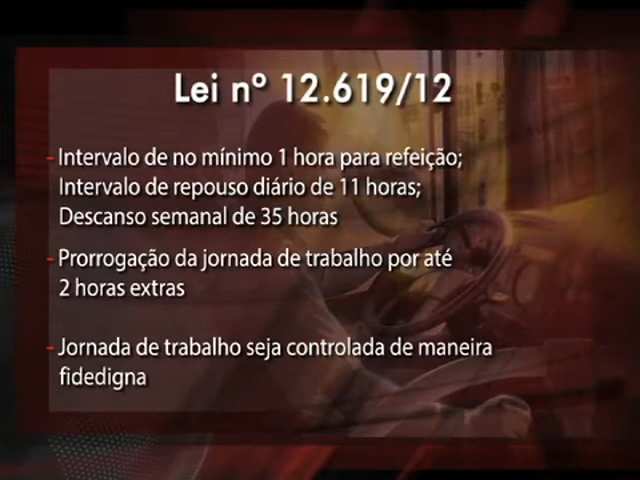 Lei nº 12.619/12
- Intervalo de no mínimo 1 hora para refeição;
Intervalo de repouso diário de 11 horas;
Descanso semanal de 35 horas
- Prorrogação da jornada de trabalho por até
2 horas extras
- Jornada de trabalho seja controlada de maneira
fidedigna